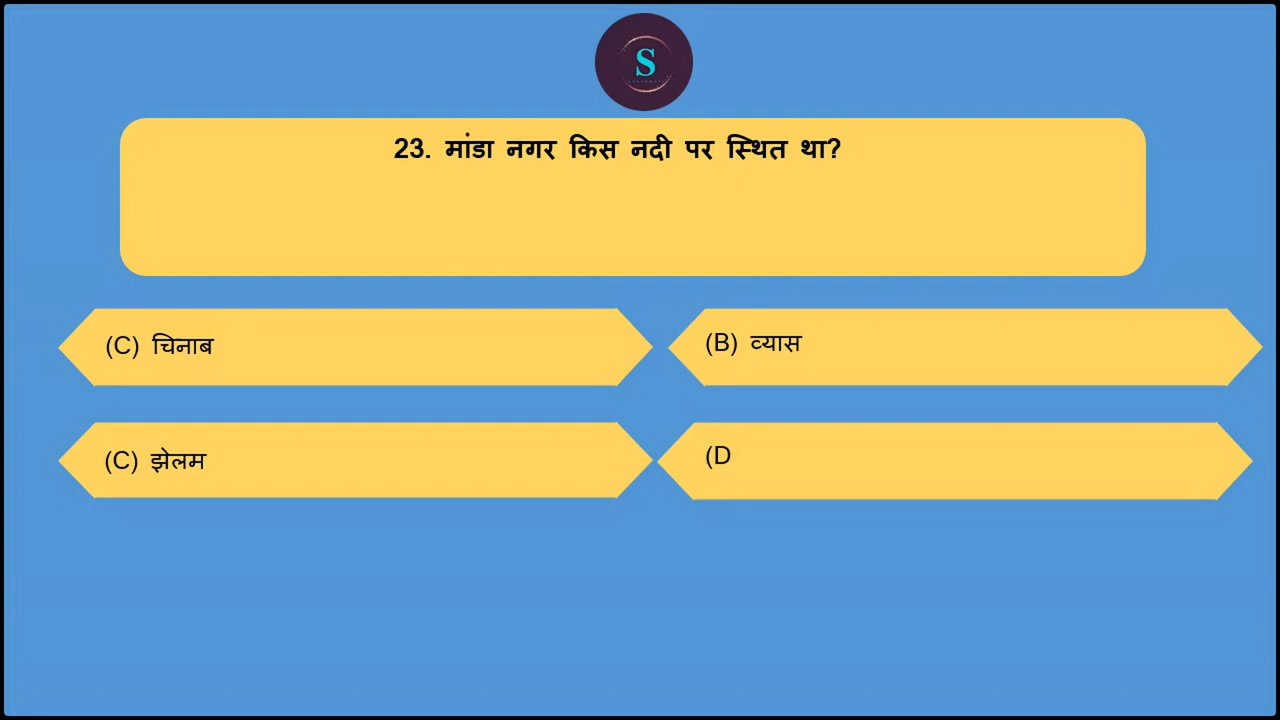 S
23. मांडा नगर किस नदी पर स्थित था?
(C) चिनाब
(B) व्यास
(C) झेलम
(D